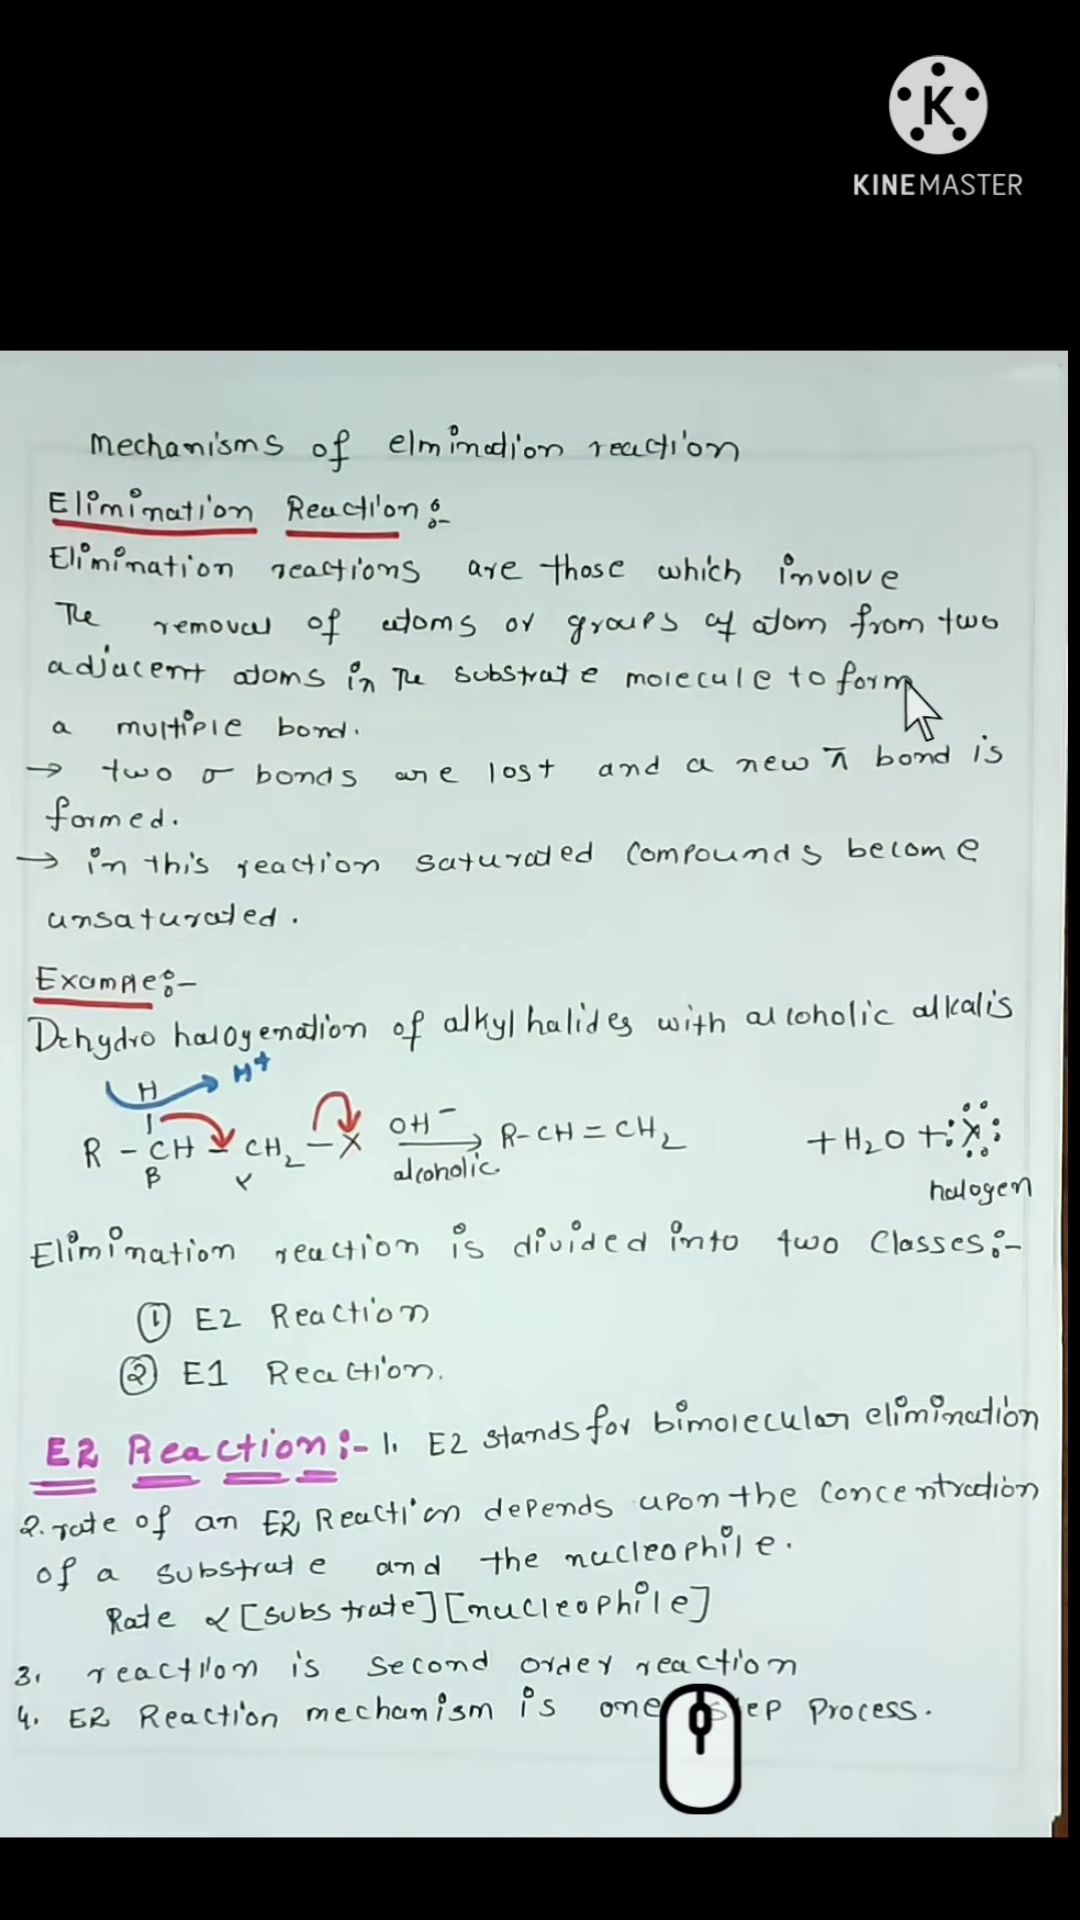 K
KINEMASTER
Mechanisms of elmination reaction
Elimination Reaction:-
Elimination reactions are those which involve
The removal of atoms or groups of atom from two
adjacent atoms in The substrate molecule to form
a multiple bond.
→ two σ bonds are lost and a new π bond is
formed.
→ in this reaction saturated compounds become
unsaturated.
Example:-
Dehydro halogenation of alkyl halides with alcoholic alkalis
H → H+
R - CH - CH2 - X OH- → R-CH=CH2 + H2O + :X:
β α alcoholic.
halogen
Elimination reaction is divided into two Classes:-
① E2 Reaction
② E1 Reaction.
E2 Reaction:- 1. E2 stands for bimolecular elimination
2. rate of an E2 Reaction depends upon the concentration
of a substrate and the nucleophile.
Rate α [substrate][nucleophile]
3. reaction is second order reaction
4. E2 Reaction mechanism is one step process.